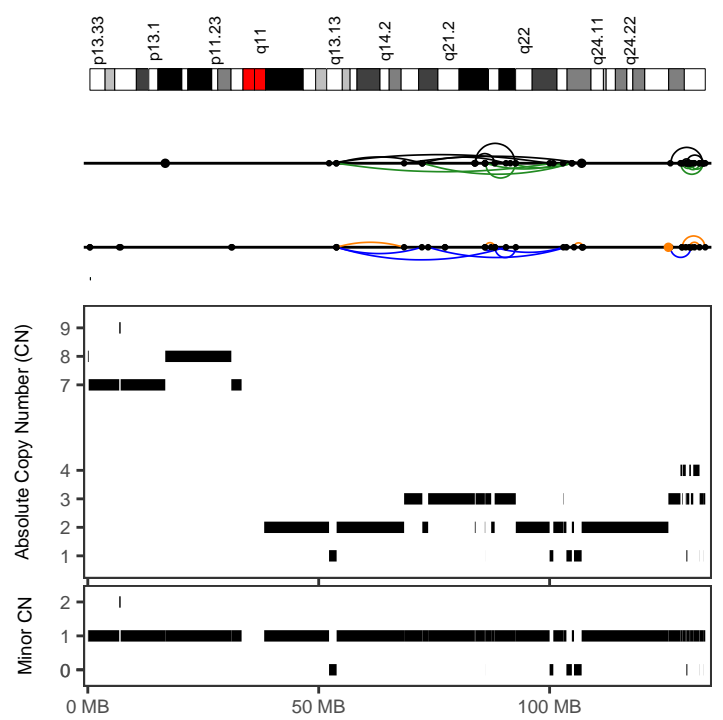 p13.33
p13.1
p11.23
q11
q13.13
q14.2
q21.2
q22
q24.11
q24.22
Absolute Copy Number (CN)
9
8
7
4
3
2
1
Minor CN
2
1
0
0 MB
50 MB
100 MB